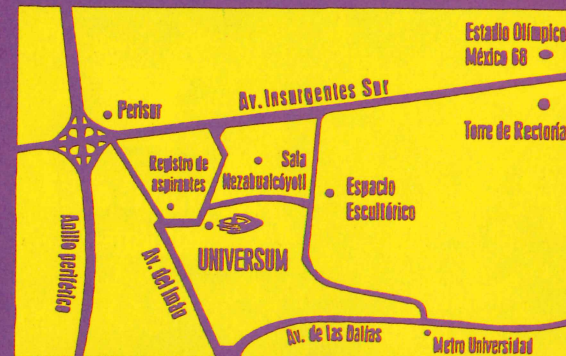 Estadio Olímpico
México 68
Perisur
Av. Insurgentes Sur
Torre de Rectoría
Registro de
aspirantes
Sala
Nezahualcóyotl
Espacio
Escultórico
UNIVERSUM
Anillo periférico
Av. del Imán
Av. de las Dalias
Metro Universidad